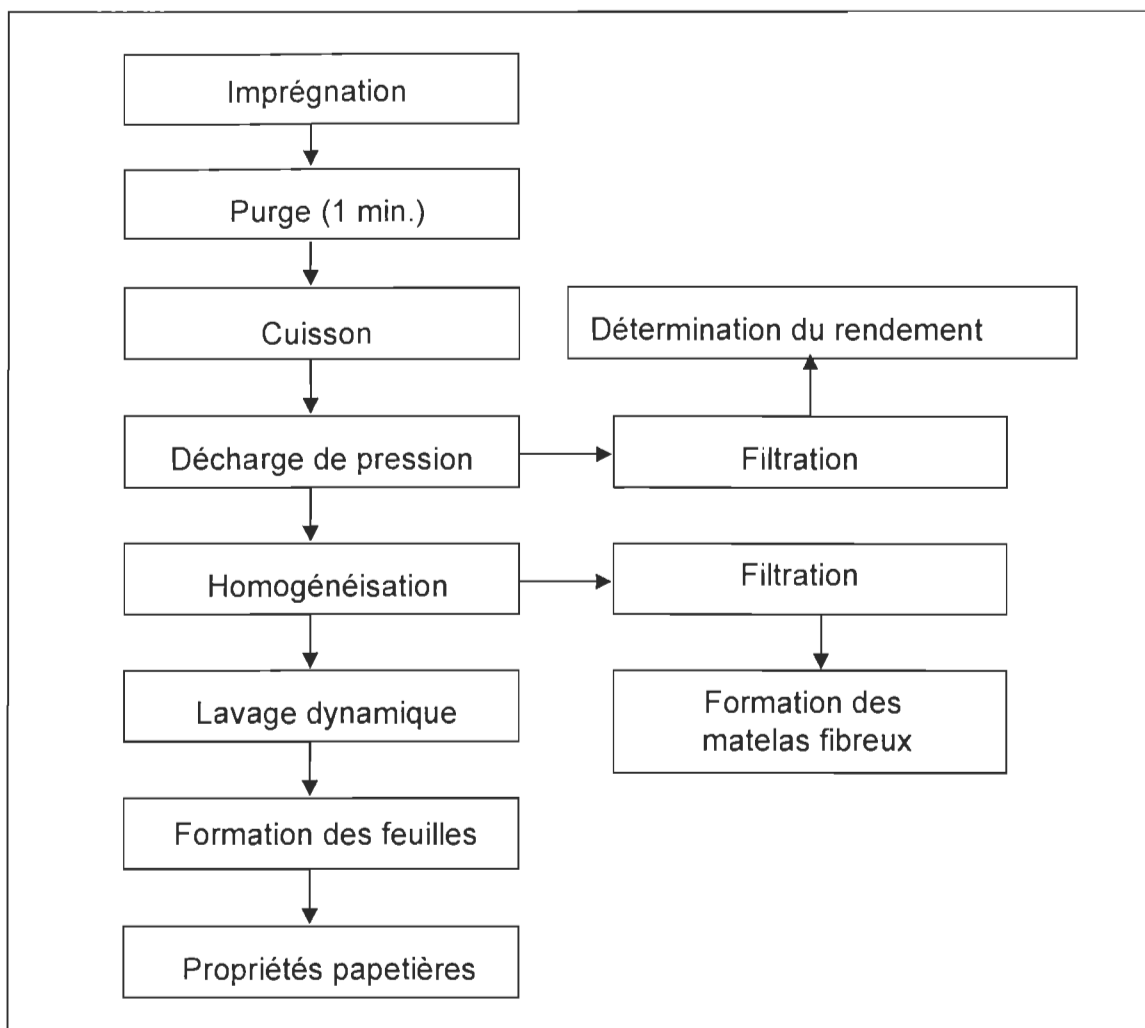 Imprégnation
Purge (1 min.)
Cuisson
Détermination du rendement
Décharge de pression
Filtration
Homogénéisation
Filtration
Lavage dynamique
Formation des
matelas fibreux
Formation des feuilles
Propriétés papetières